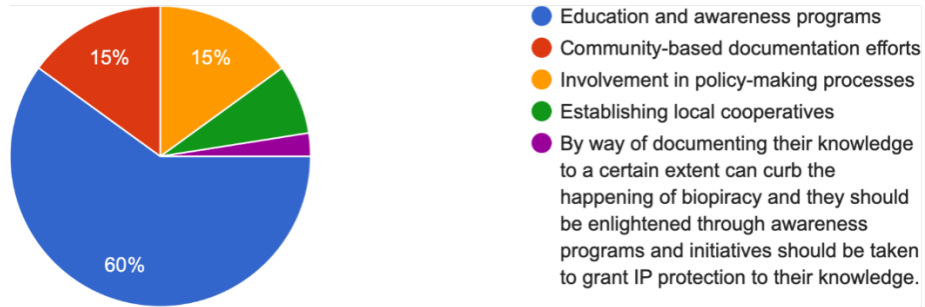 15%
15%
60%
Education and awareness programs
Community-based documentation efforts
Involvement in policy-making processes
Establishing local cooperatives
By way of documenting their knowledge
to a certain extent can curb the
happening of biopiracy and they should
be enlightened through awareness
programs and initiatives should be taken
to grant IP protection to their knowledge.